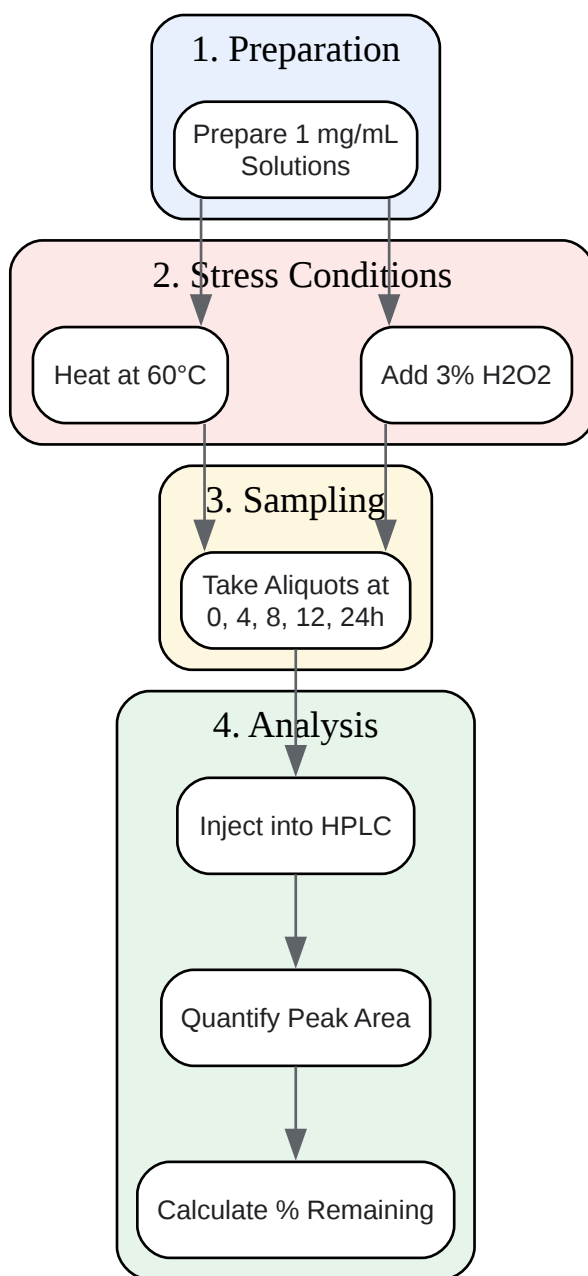 1. Preparation
Prepare 1 mg/mL
Solutions
2. Stress Conditions
Heat at 60°C
Add 3% H2O2
3. Sampling
Take Aliquots at
0, 4, 8, 12, 24h
4. Analysis
Inject into HPLC
Quantify Peak Area
Calculate % Remaining